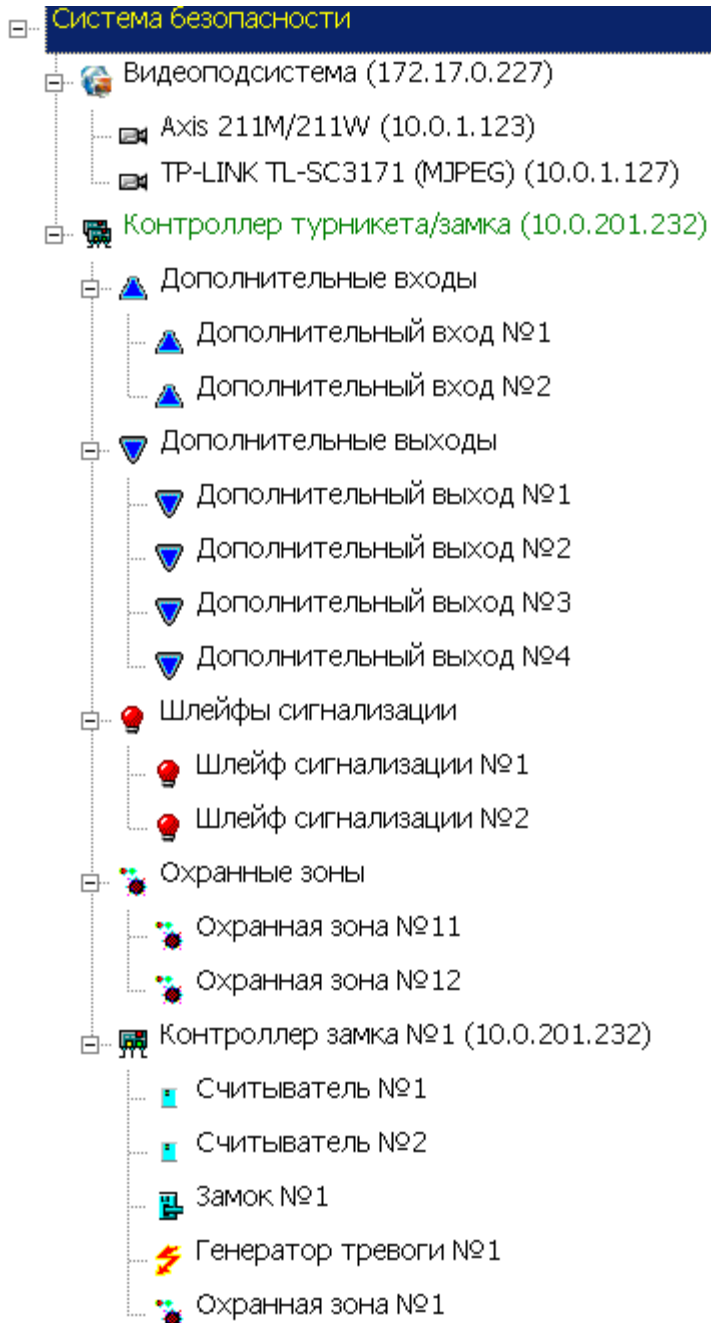 Система безопасности
Видеоподсистема (172.17.0.227)
Axis 211M/211W (10.0.1.123)
TP-LINK TL-SC3171 (MJPEG) (10.0.1.127)
Контроллер турникета/замка (10.0.201.232)
Дополнительные входы
Дополнительный вход №1
Дополнительный вход №2
Дополнительные выходы
Дополнительный выход №1
Дополнительный выход №2
Дополнительный выход №3
Дополнительный выход №4
Шлейфы сигнализации
Шлейф сигнализации №1
Шлейф сигнализации №2
Охранные зоны
Охранная зона №11
Охранная зона №12
Контроллер замка №1 (10.0.201.232)
Считыватель №1
Считыватель №2
Замок №1
Генератор тревоги №1
Охранная зона №1